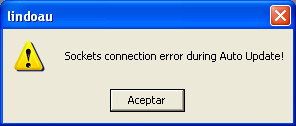 lindoau
Sockets connection error during Auto Update!
Aceptar